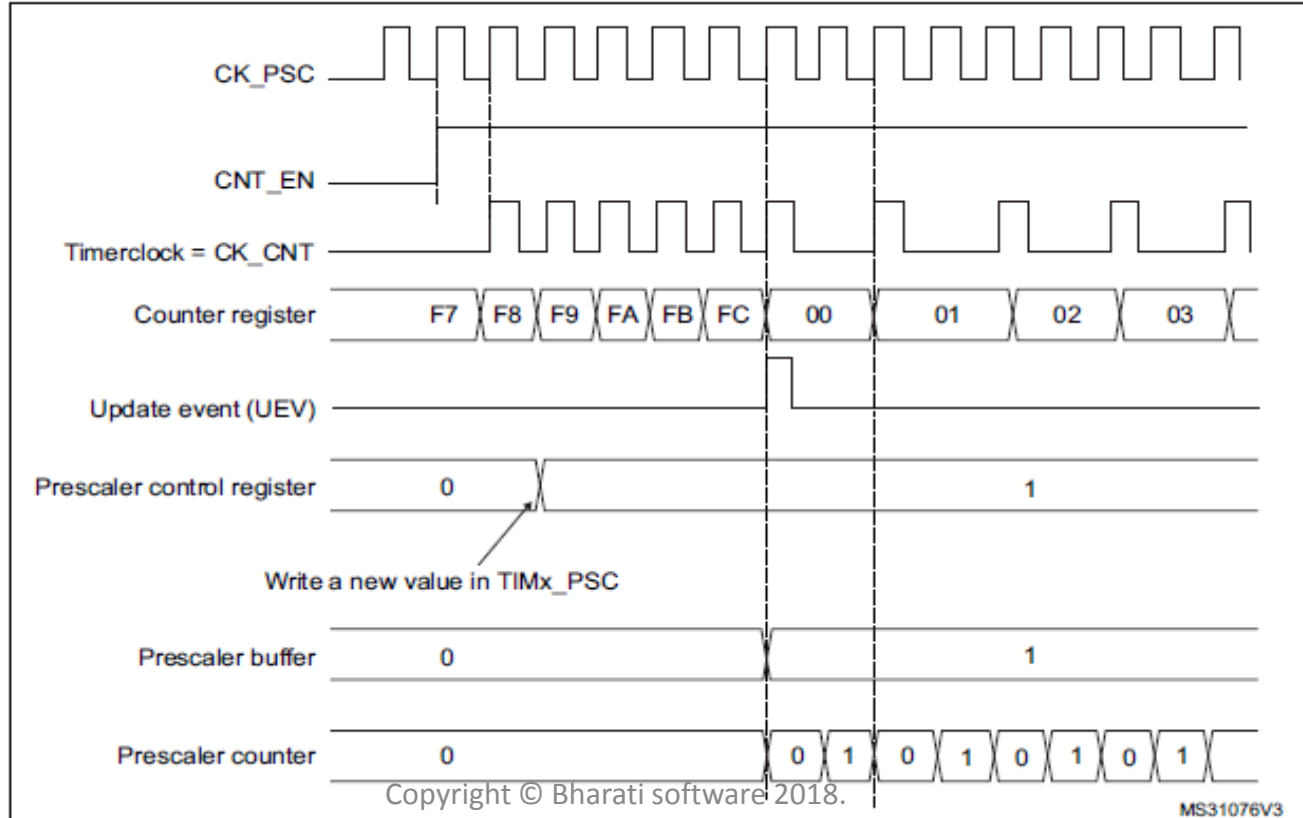 CK_PSC
CNT_EN
Timerclock = CK_CNT
Counter register F7 F8 F9 FA FB FC 00 01 02 03
Update event (UEV)
Prescaler control register 0 1
Write a new value in TIMx_PSC
Prescaler buffer 0 1
Prescaler counter 0 0 1 0 1 0 1 0 1
Copyright © Bharati software 2018.
MS31076V3